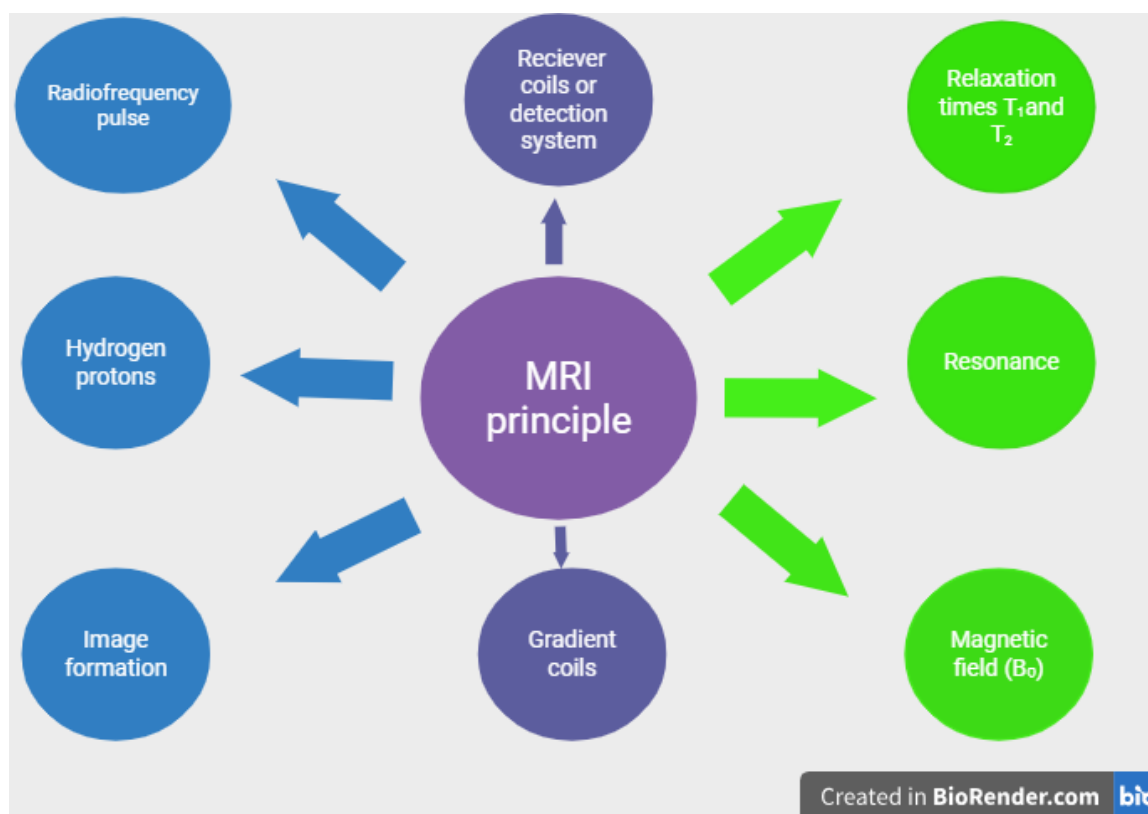 Radiofrequency
pulse
Reciever
coils or
detection
system
Relaxation
times T₁and
T₂
Hydrogen
protons
MRI
principle
Resonance
Image
formation
Gradient
coils
Magnetic
field (B₀)
Created in BioRender.com bio